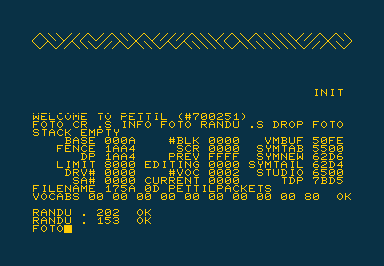 INIT
WELCOME TO PETTIL (#700251)
FOTO CR .S INFO FOTO RANDU .S DROP FOTO
STACK EMPTY
BASE 000A #BLK 0000 VMBUF 50FE
FENCE 1AA4 SCR 0000 SYMTAB 5500
DP 1AA4 PREV FFFF SYMNEW 62D6
LIMIT 8000 EDITING 0000 SYMTAIL 62D4
DRV# 0000 #VOC 0002 STUDIO 6500
SA# 0000 CURRENT 0000 TDP 7BD5
FILENAME 175A 0D PETTILPACKETS
VOCABS 00 00 00 00 00 00 00 00 80 OK
RANDU . 202 OK
RANDU . 153 OK
FOTO